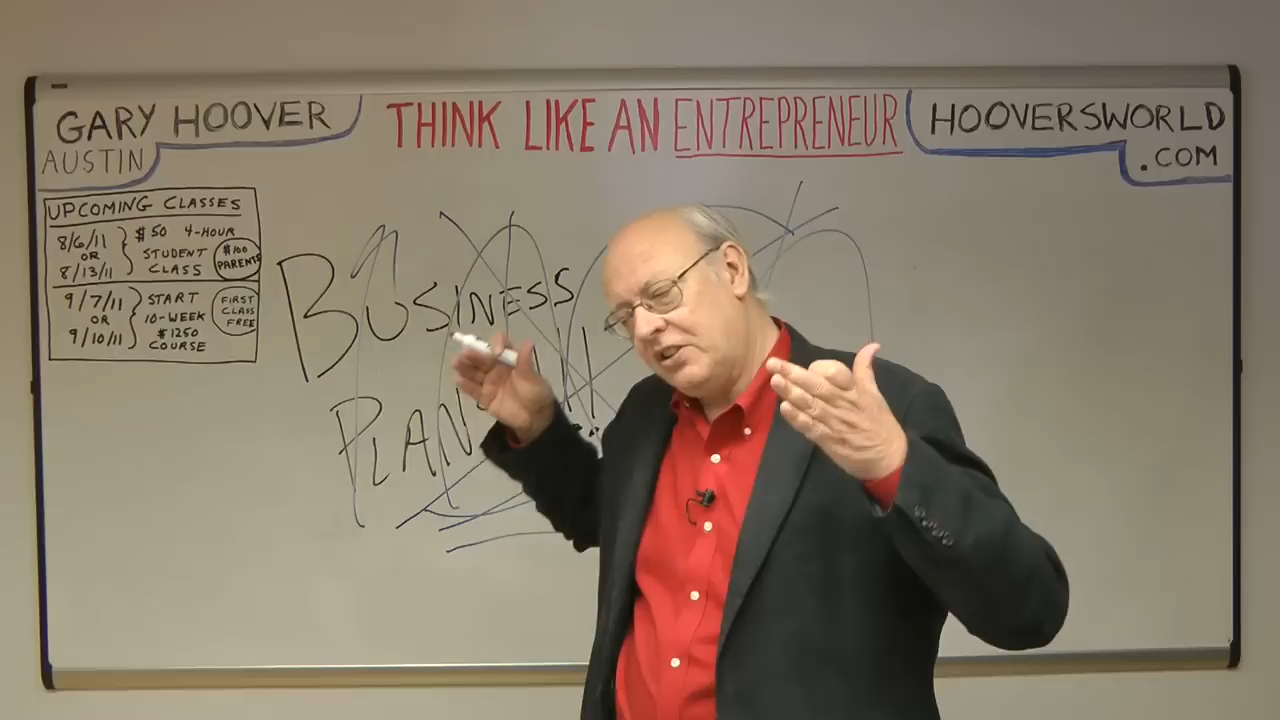 GARY HOOVER
AUSTIN
THINK LIKE AN ENTREPRENEUR
HOOVERSWORLD
.COM
UPCOMING CLASSES
8/6/11
OR
8/13/11
$50 4-HOUR
STUDENT
CLASS
$100
PARENTS
9/7/11
OR
9/10/11
START
10-WEEK
$1250
COURSE
FIRST
CLASS
FREE
BUSINESS
PLAN